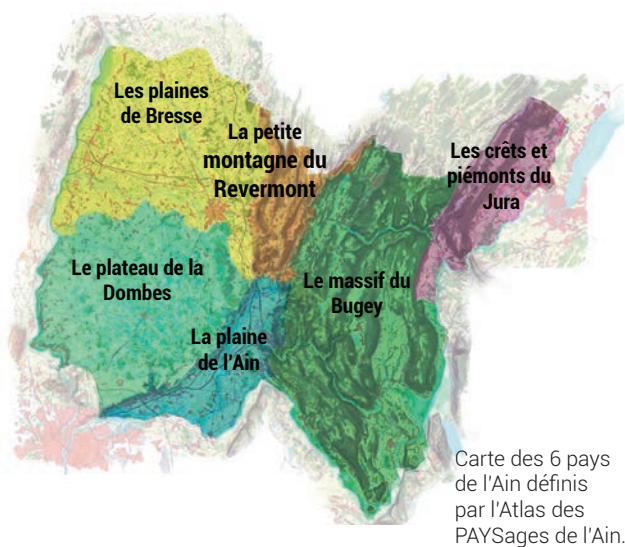 Les plaines
de Bresse
La petite
montagne du
Revermont
Les crêts et
piémonts du
Jura
Le plateau de la
Dombes
Le massif du
Bugey
La plaine
de l'Ain
Carte des 6 pays
de l'Ain définis
par l'Atlas des
PAYSages de l'Ain.